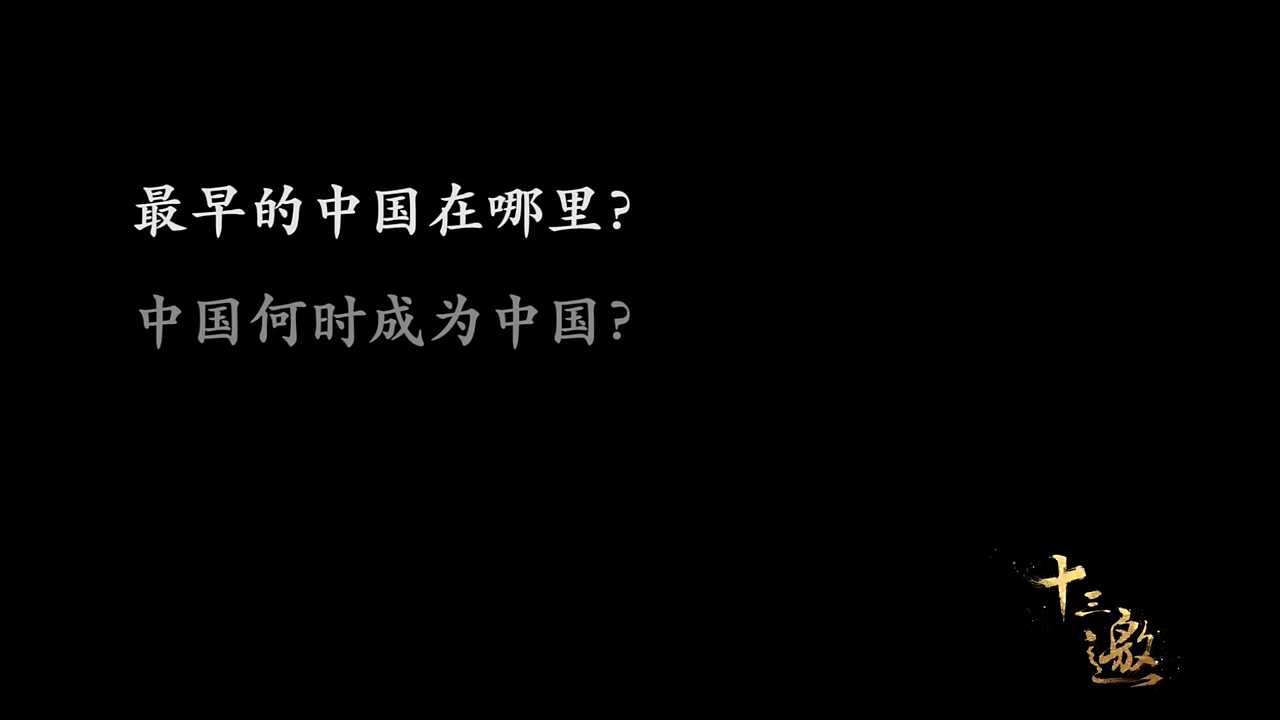 最早的中国在哪里?
中国何时成为中国?
十三邀